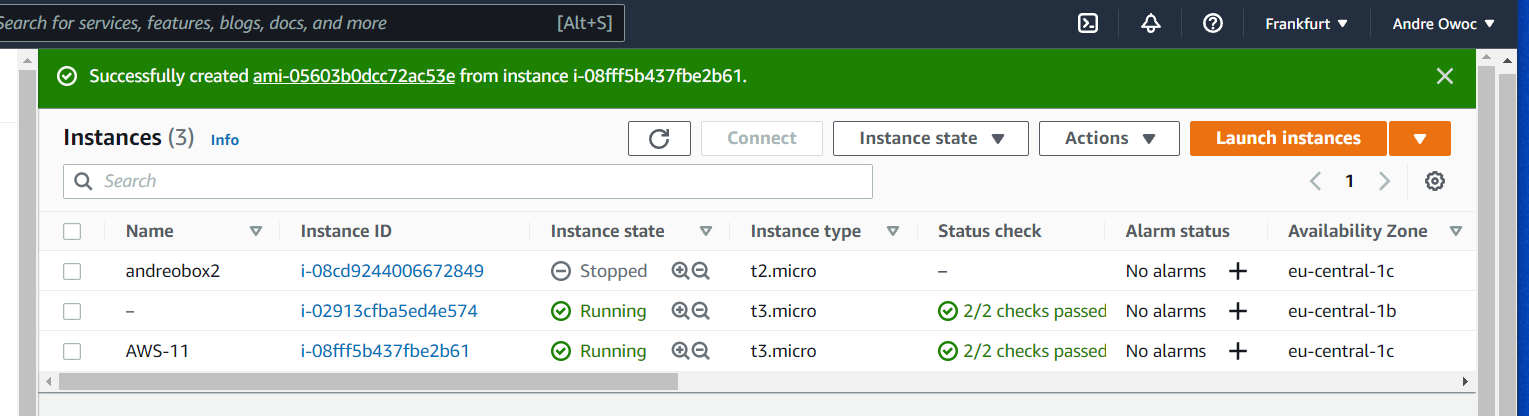 Search for services, features, blogs, docs, and more [Alt+S] Frankfurt ▼ Andre Owoc ▼
Successfully created ami-05603b0dcc72ac53e from instance i-08fff5b437fbe2b61.
Instances (3) Info Connect Instance state ▼ Actions ▼ Launch instances ▼
Search 1
Name Instance ID Instance state Instance type Status check Alarm status Availability Zone
andreobox2 i-08cd9244006672849 Stopped t2.micro – No alarms + eu-central-1c
– i-02913cfba5ed4e574 Running t3.micro 2/2 checks passed No alarms + eu-central-1b
AWS-11 i-08fff5b437fbe2b61 Running t3.micro 2/2 checks passed No alarms + eu-central-1c